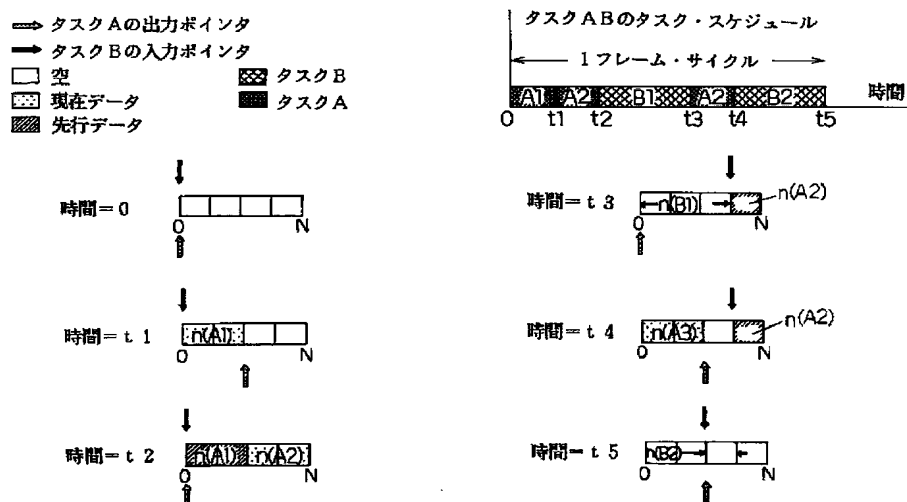 タスクAの出力ポインタ
タスクBの入力ポインタ
空
タスクB
現在データ
タスクA
先行データ
タスクABのタスク・スケジュール
1フレーム・サイクル
A1 A2 B1 A2 B2 時間
0 t1 t2 t3 t4 t5
時間=0
0 N
時間=t1
n(A1)
0 N
時間=t2
n(A1) n(A2)
0 N
時間=t3
n(B1) n(A2)
0 N
時間=t4
n(A3) n(A2)
0 N
時間=t5
n(B2)
0 N